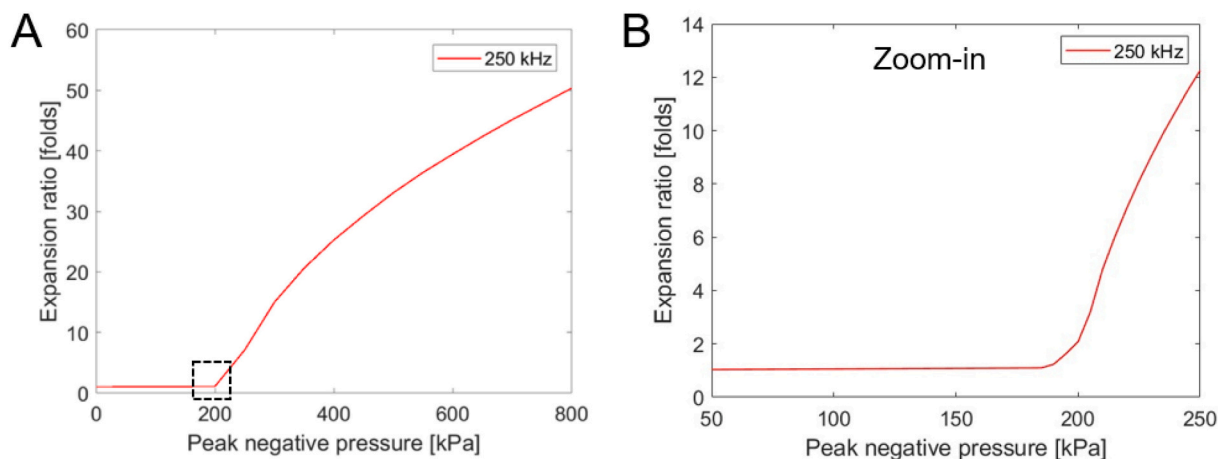 A
60
50
40
30
20
10
0
Expansion ratio [folds]
250 kHz
0 200 400 600 800
Peak negative pressure [kPa]
B
14
12
10
8
6
4
2
0
Expansion ratio [folds]
Zoom-in
250 kHz
50 100 150 200 250
Peak negative pressure [kPa]